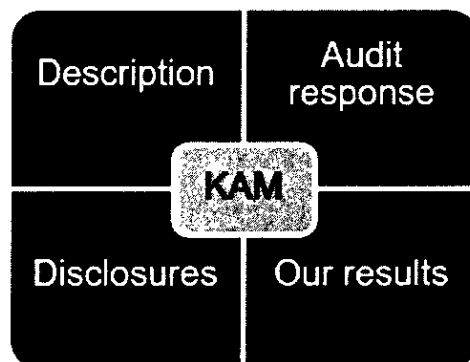 Description
Audit
response
KAM
Disclosures
Our results